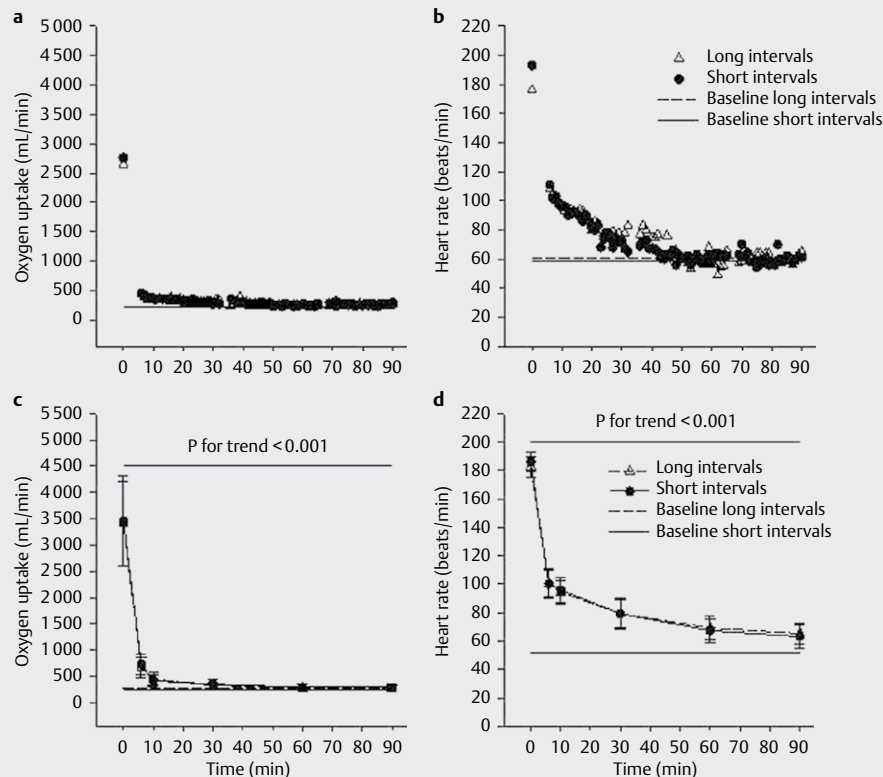 a
5 000
4 500
4 000
3 500
3 000
2 500
2 000
1 500
1 000
500
0
Oxygen uptake (mL/min)
0 10 20 30 40 50 60 70 80 90
b
220
200
180
160
140
120
100
80
60
40
20
0
Heart rate (beats/min)
Long intervals
Short intervals
Baseline long intervals
Baseline short intervals
0 10 20 30 40 50 60 70 80 90
c
5 500
5 000
4 500
4 000
3 500
3 000
2 500
2 000
1 500
1 000
500
0
Oxygen uptake (mL/min)
P for trend < 0.001
0 10 20 30 40 50 60 70 80 90
Time (min)
d
220
200
180
160
140
120
100
80
60
40
20
0
Heart rate (beats/min)
P for trend < 0.001
Long intervals
Short intervals
Baseline long intervals
Baseline short intervals
0 10 20 30 40 50 60 70 80 90
Time (min)